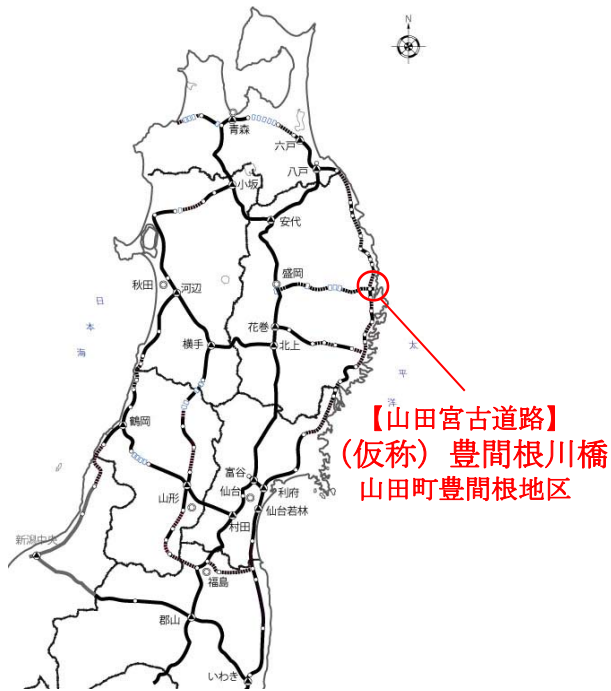 N
青森
六戸
八戸
小坂
安代
盛岡
秋田
河辺
日本海
花巻
横手
北上
太平洋
鶴岡
【山田宮古道路】
(仮称) 豊間根川橋
山田町豊間根地区
富谷
仙台
利府
山形
仙台若林
村田
新潟中央
福島
郡山
いわき